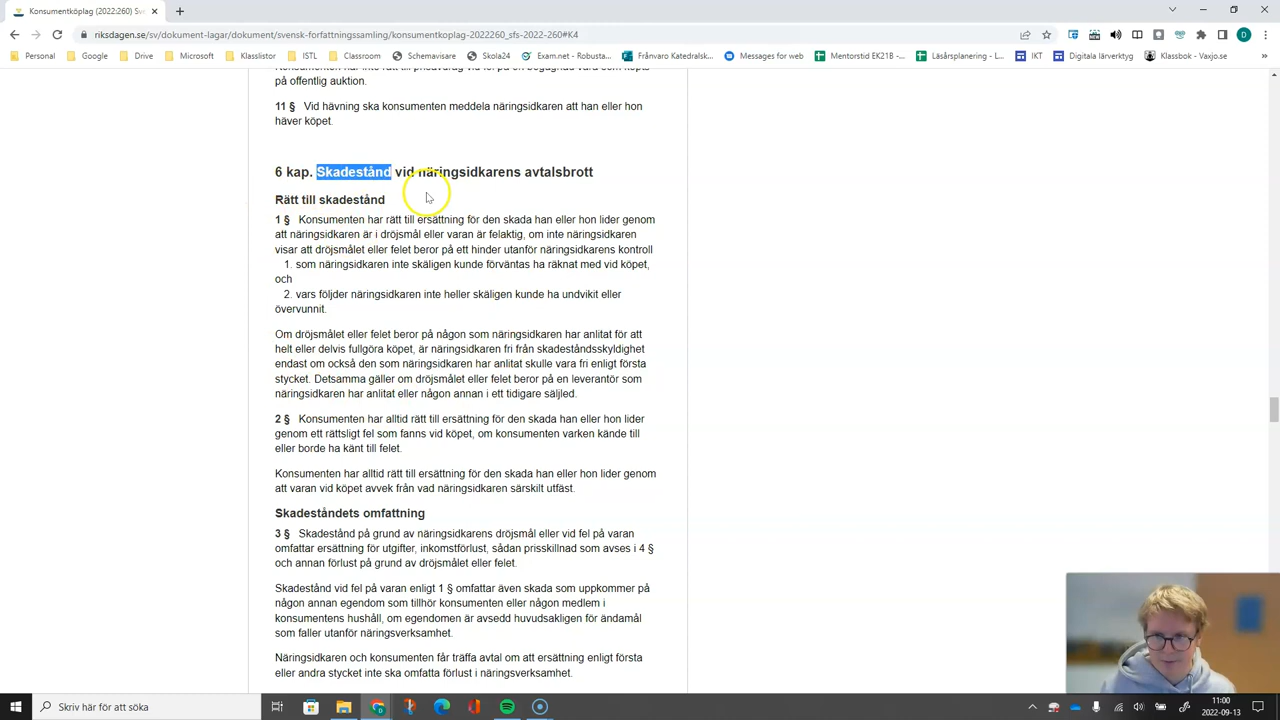 Konsumentköplag (2022:260) Sv
riksdagen.se/sv/dokument-lagar/dokument/svensk-forfattningssamling/konsumentkoplag-2022260_sfs-2022-260#K4
D
Personal
Google
Drive
Microsoft
Klasslistor
ISTL
Classroom
Schemavisare
Skola24
Exam.net - Robusta...
Frånvaro Katedralsk...
Messages for web
Mentorstid EK21B -...
Läsårsplanering - L...
IKT
Digitala lärverktyg
Klassbok - Vaxjo.se
»
på offentlig auktion.
11 § Vid hävning ska konsumenten meddela näringsidkaren att han eller hon
häver köpet.
6 kap. Skadestånd vid näringsidkarens avtalsbrott
Rätt till skadestånd
1 § Konsumenten har rätt till ersättning för den skada han eller hon lider genom
att näringsidkaren är i dröjsmål eller varan är felaktig, om inte näringsidkaren
visar att dröjsmålet eller felet beror på ett hinder utanför näringsidkarens kontroll
1. som näringsidkaren inte skäligen kunde förväntas ha räknat med vid köpet,
och
2. vars följder näringsidkaren inte heller skäligen kunde ha undvikit eller
övervunnit.
Om dröjsmålet eller felet beror på någon som näringsidkaren har anlitat för att
helt eller delvis fullgöra köpet, är näringsidkaren fri från skadeståndsskyldighet
endast om också den som näringsidkaren har anlitat skulle vara fri enligt första
stycket. Detsamma gäller om dröjsmålet eller felet beror på en leverantör som
näringsidkaren har anlitat eller någon annan i ett tidigare säljled.
2 § Konsumenten har alltid rätt till ersättning för den skada han eller hon lider
genom ett rättsligt fel som fanns vid köpet, om konsumenten varken kände till
eller borde ha känt till felet.
Konsumenten har alltid rätt till ersättning för den skada han eller hon lider genom
att varan vid köpet avvek från vad näringsidkaren särskilt utfäst.
Skadeståndets omfattning
3 § Skadestånd på grund av näringsidkarens dröjsmål eller vid fel på varan
omfattar ersättning för utgifter, inkomstförlust, sådan prisskillnad som avses i 4 §
och annan förlust på grund av dröjsmålet eller felet.
Skadestånd vid fel på varan enligt 1 § omfattar även skada som uppkommer på
någon annan egendom som tillhör konsumenten eller någon medlem i
konsumentens hushåll, om egendomen är avsedd huvudsakligen för ändamål
som faller utanför näringsverksamhet.
Näringsidkaren och konsumenten får träffa avtal om att ersättning enligt första
eller andra stycket inte ska omfatta förlust i näringsverksamhet.
Skriv här för att söka
11:00
2022-09-13